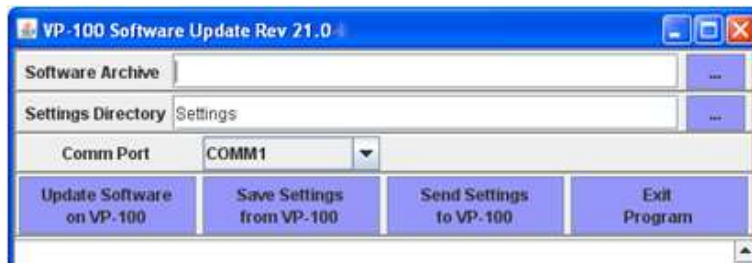 VP-100 Software Update Rev 21.0
Software Archive
...
Settings Directory Settings
...
Comm Port COMM1
Update Software on VP-100
Save Settings from VP-100
Send Settings to VP-100
Exit Program